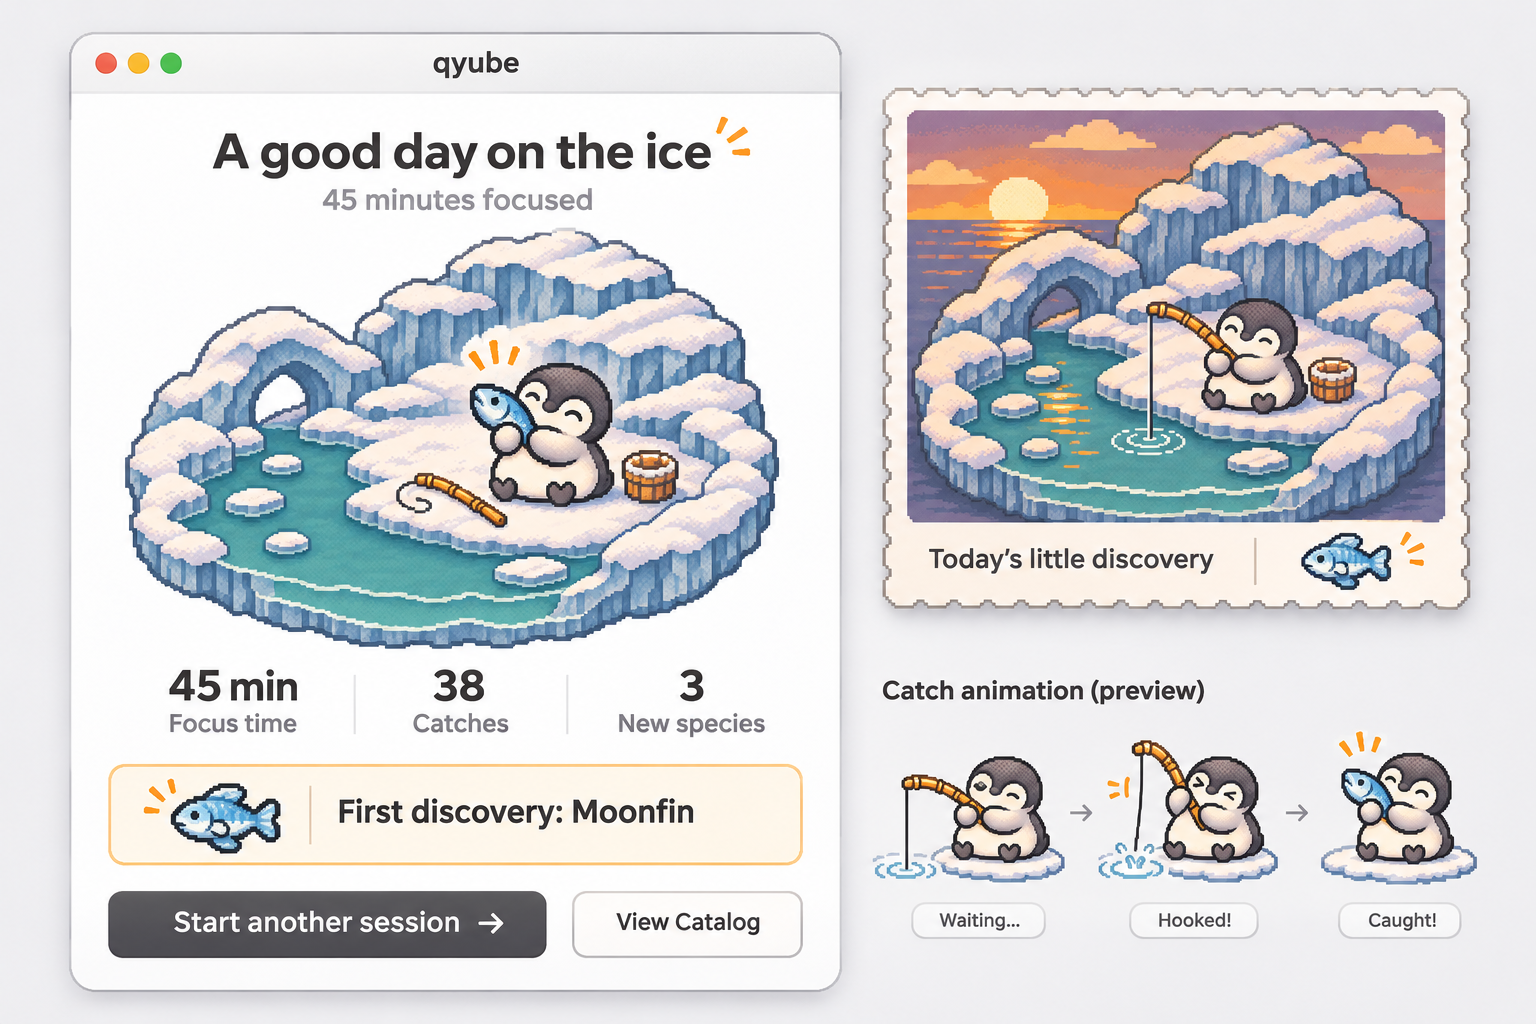 qyube
A good day on the ice
45 minutes focused
45 min
Focus time
38
Catches
3
New species
First discovery: Moonfin
Start another session →
View Catalog
Today's little discovery
Catch animation (preview)
Waiting...
Hooked!
Caught!